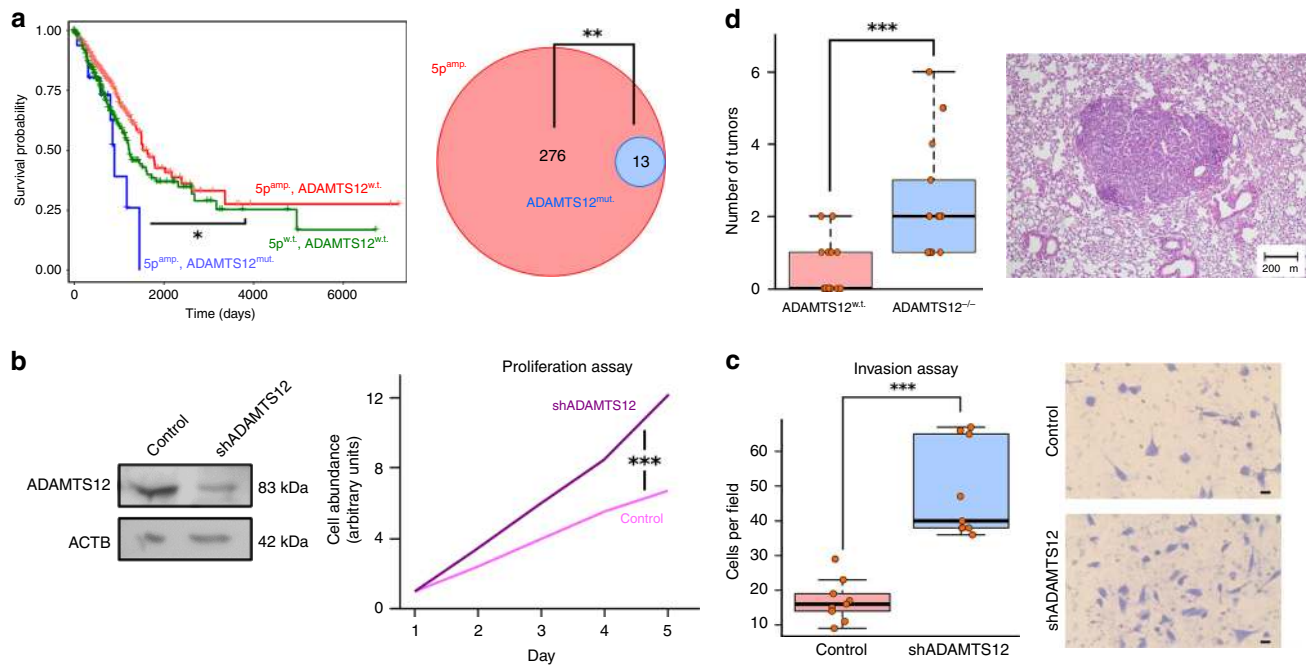 a
1.00
0.75
0.50
0.25
0.00
Survival probability
0
2000
4000
6000
Time (days)
5p^amp., ADAMTS12^w.t.
5p^w.t., ADAMTS12^w.t.
5p^amp., ADAMTS12^mut.
*
5p^amp.
**
276
13
ADAMTS12^mut.
d
***
Number of tumors
6
4
2
0
ADAMTS12^w.t.
ADAMTS12^–/–
200 m
b
Control
shADAMTS12
ADAMTS12
83 kDa
ACTB
42 kDa
Proliferation assay
Cell abundance
(arbitrary units)
12
8
4
0
shADAMTS12
***
Control
1 2 3 4 5
Day
c
Invasion assay
***
Cells per field
60
50
40
30
20
10
Control
shADAMTS12
Control
shADAMTS12